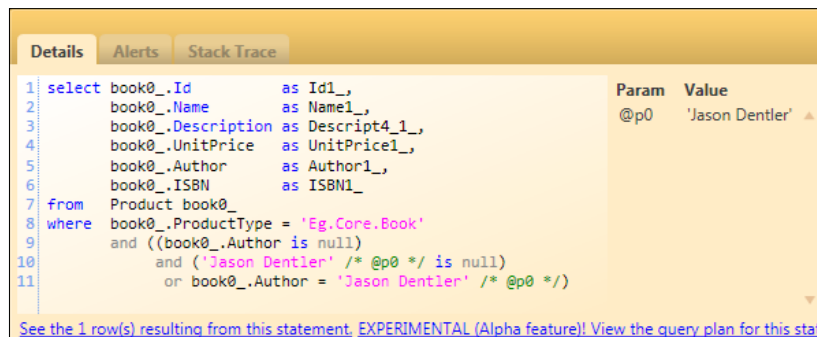 Details Alerts Stack Trace
1 select book0_.Id as Id1_,
2 book0_.Name as Name1_,
3 book0_.Description as Descript4_1_,
4 book0_.UnitPrice as UnitPrice1_,
5 book0_.Author as Author1_,
6 book0_.ISBN as ISBN1_
7 from Product book0_
8 where book0_.ProductType = 'Eg.Core.Book'
9 and ((book0_.Author is null)
10 and ('Jason Dentler' /* @p0 */ is null)
11 or book0_.Author = 'Jason Dentler' /* @p0 */)
Param Value
@p0 'Jason Dentler'
See the 1 row(s) resulting from this statement. EXPERIMENTAL (Alpha feature)! View the query plan for this stat